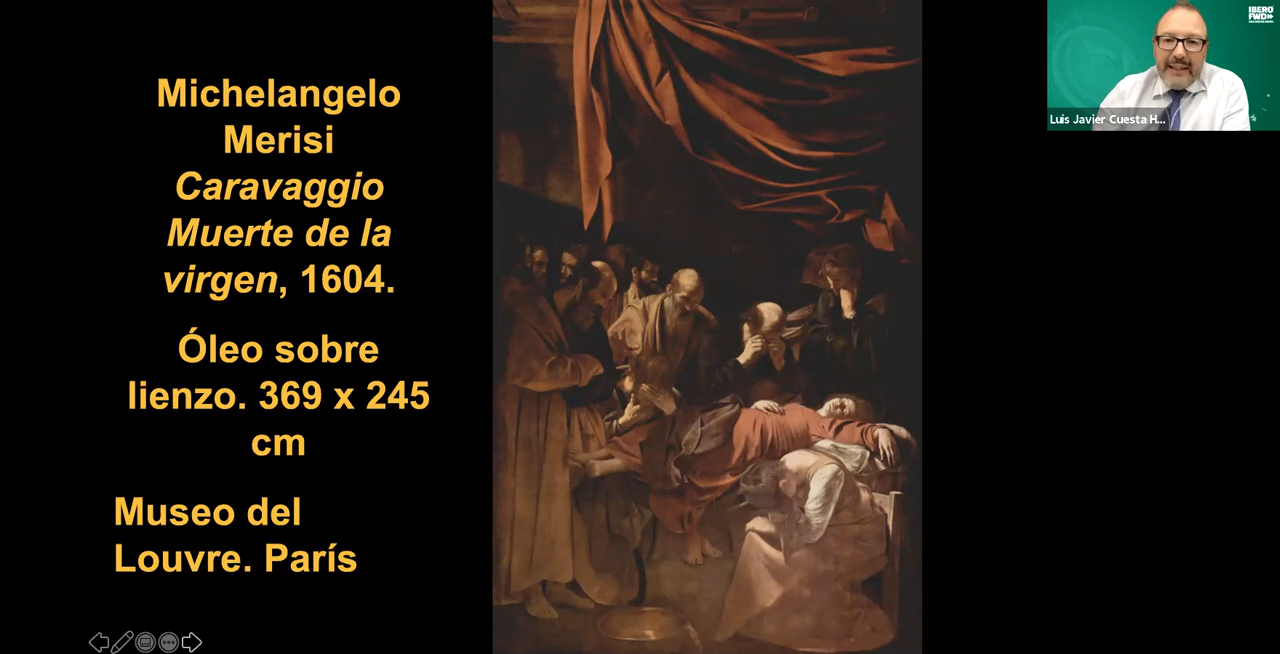 Michelangelo
Merisi
Caravaggio
Muerte de la
virgen, 1604.
Óleo sobre
lienzo. 369 x 245
cm
Museo del
Louvre. París
IBERO
FWD
Luis Javier Cuesta H...